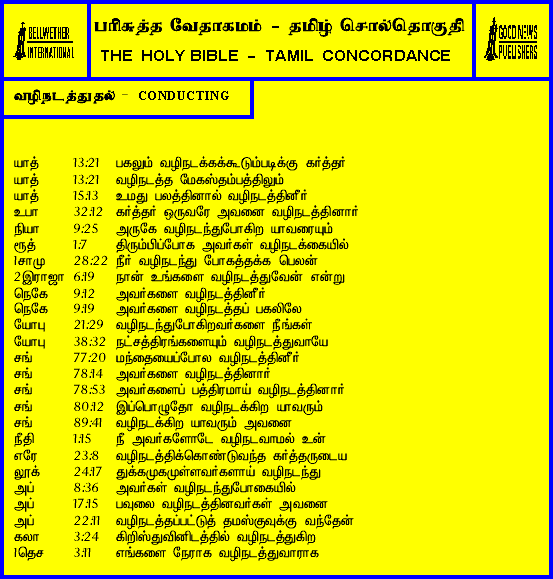 BELLWETHER
INTERNATIONAL
பரிசுத்த வேதாகமம் - தமிழ் சொல்தொகுதி
THE HOLY BIBLE - TAMIL CONCORDANCE
GOOD NEWS
PUBLISHERS
வழிநடத்துதல் - CONDUCTING
யாத் 13:21 பகலும் வழிநடக்கக்கூடும்படிக்கு கர்த்தர்
யாத் 13:21 வழிநடத்த மேகஸ்தம்பத்திலும்
யாத் 15:13 உமது பலத்தினால் வழிநடத்தினீர்
உபா 32:12 கர்த்தர் ஒருவரே அவனை வழிநடத்தினார்
நியா 9:25 அருகே வழிநடந்துபோகிற யாவரையும்
ரூத் 1:7 திரும்பிப்போக அவர்கள் வழிநடக்கையில்
1சாமு 28:22 நீர் வழிநடந்து போகத்தக்க பெலன்
2இராஜா 6:19 நான் உங்களை வழிநடத்துவேன் என்று
நெகே 9:12 அவர்களை வழிநடத்தினீர்
நெகே 9:19 அவர்களை வழிநடத்தப் பகலிலே
யோபு 21:29 வழிநடந்துபோகிறவர்களை நீங்கள்
யோபு 38:32 நட்சத்திரங்களையும் வழிநடத்துவாயோ
சங் 77:20 மந்தையைப்போல வழிநடத்தினீர்
சங் 78:14 அவர்களை வழிநடத்தினார்
சங் 78:53 அவர்களைப் பத்திரமாய் வழிநடத்தினார்
சங் 80:12 இப்பொழுதோ வழிநடக்கிற யாவரும்
சங் 89:41 வழிநடக்கிற யாவரும் அவனை
நீதி 1:15 நீ அவர்களோடே வழிநடவாமல் உன்
எரே 23:8 வழிநடத்திக்கொண்டுவந்த கர்த்தருடைய
லூக் 24:17 துக்கமுகமுள்ளவர்களாய் வழிநடந்து
அப் 8:36 அவர்கள் வழிநடந்துபோகையில்
அப் 17:15 பவுலை வழிநடத்தினவர்கள் அவனை
அப் 22:11 வழிநடத்தப்பட்டுத் தமஸ்குவுக்கு வந்தேன்
கலா 3:24 கிறிஸ்துவினிடத்தில் வழிநடத்துகிற
1தெச 3:11 எங்களை நேராக வழிநடத்துவாராக